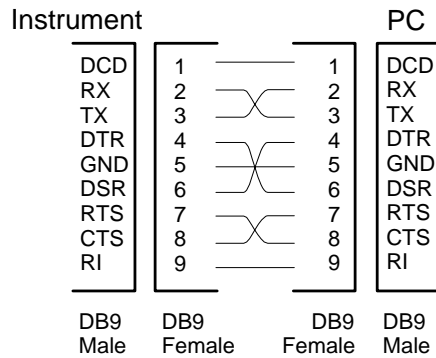 Instrument PC
DCD 1 1 DCD
RX 2 2 RX
TX 3 3 TX
DTR 4 4 DTR
GND 5 5 GND
DSR 6 6 DSR
RTS 7 7 RTS
CTS 8 8 CTS
RI 9 9 RI
DB9 DB9 DB9 DB9
Male Female Female Male